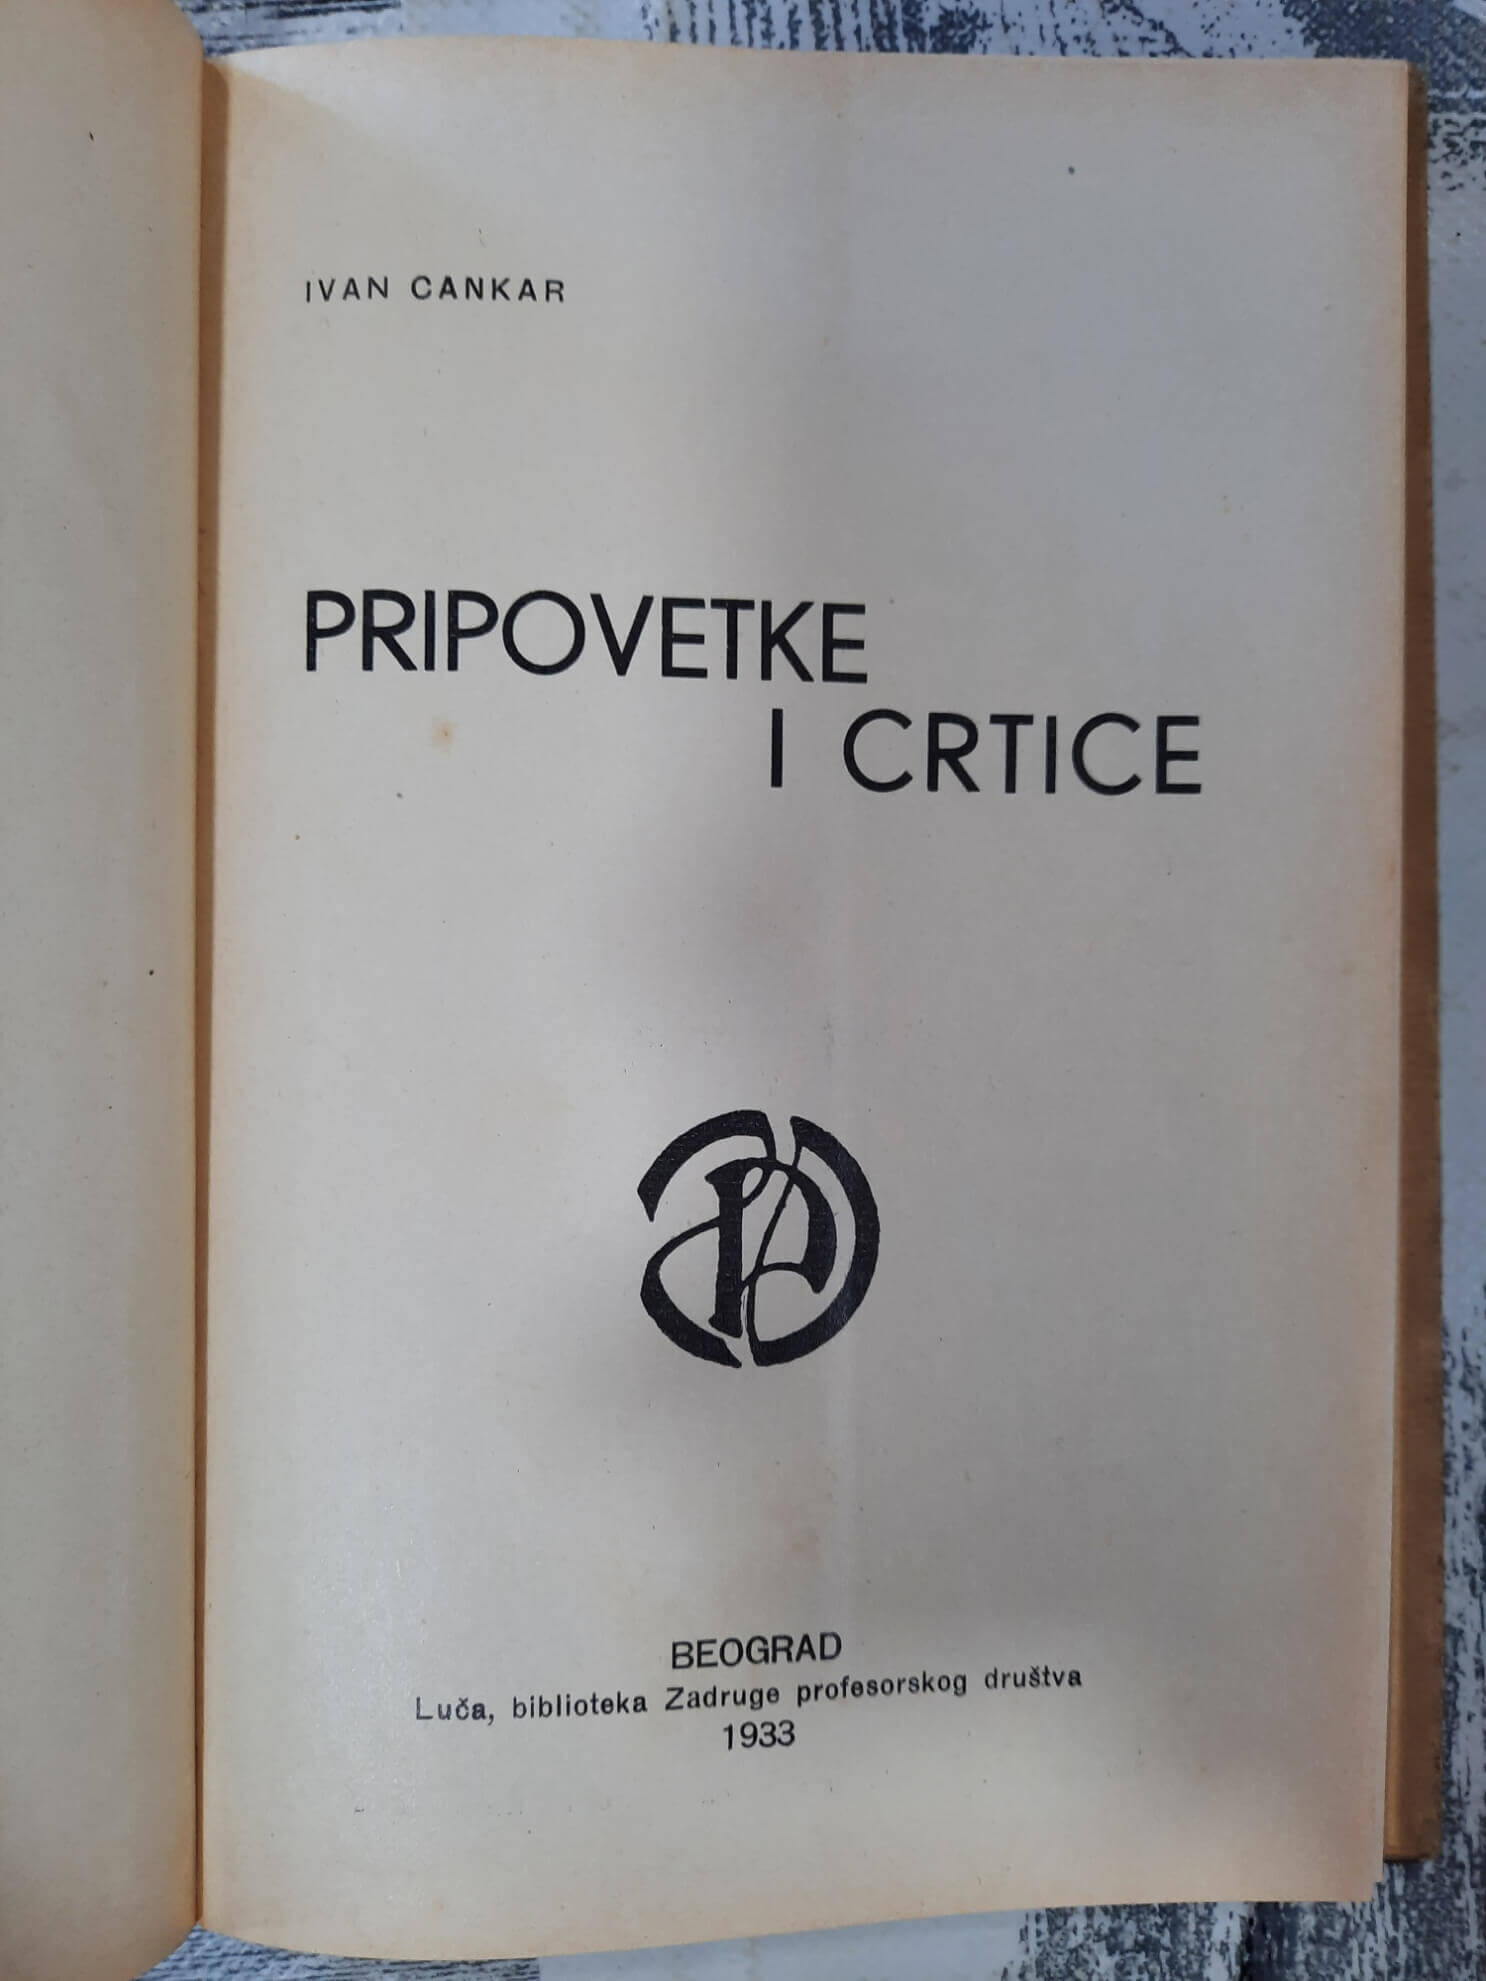 IVAN CANKAR
PRIPOVETKE
I CRTICE
P
BEOGRAD
Luča, biblioteka Zadruge profesorskog društva
1933